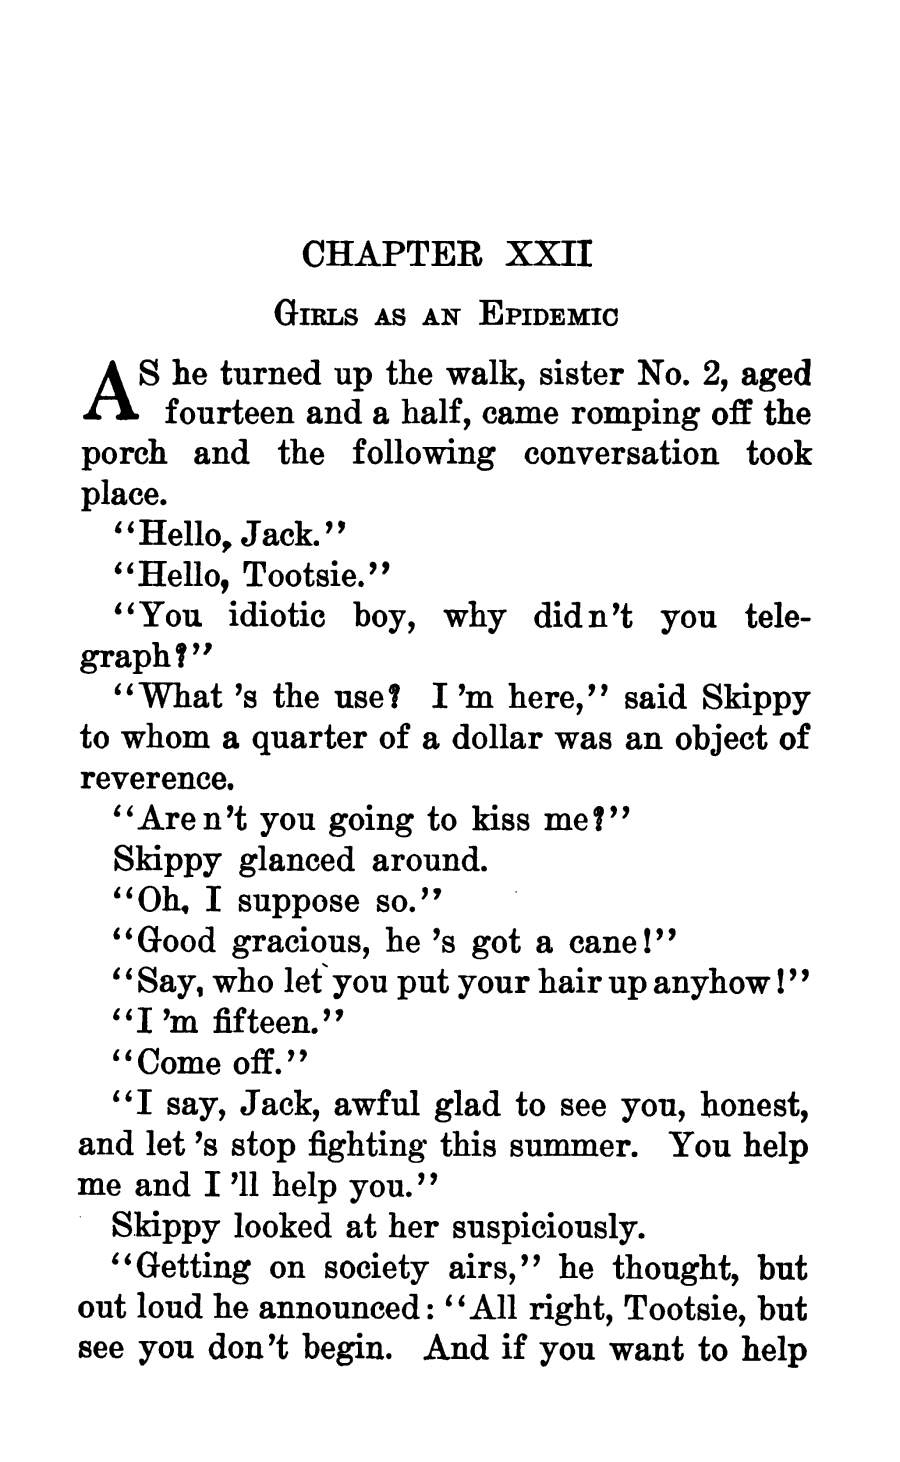 CHAPTER XXII
GIRLS AS AN EPIDEMIC
AS he turned up the walk, sister No. 2, aged
fourteen and a half, came romping off the
porch and the following conversation took
place.
"Hello, Jack."
"Hello, Tootsie."
"You idiotic boy, why didn't you tele-
graph?"
"What 's the use? I 'm here," said Skippy
to whom a quarter of a dollar was an object of
reverence.
"Are n't you going to kiss me?"
Skippy glanced around.
"Oh, I suppose so."
"Good gracious, he 's got a cane!"
"Say, who let you put your hair up anyhow!"
"I 'm fifteen."
"Come off."
"I say, Jack, awful glad to see you, honest,
and let 's stop fighting this summer. You help
me and I 'll help you."
Skippy looked at her suspiciously.
"Getting on society airs," he thought, but
out loud he announced: "All right, Tootsie, but
see you don't begin. And if you want to help